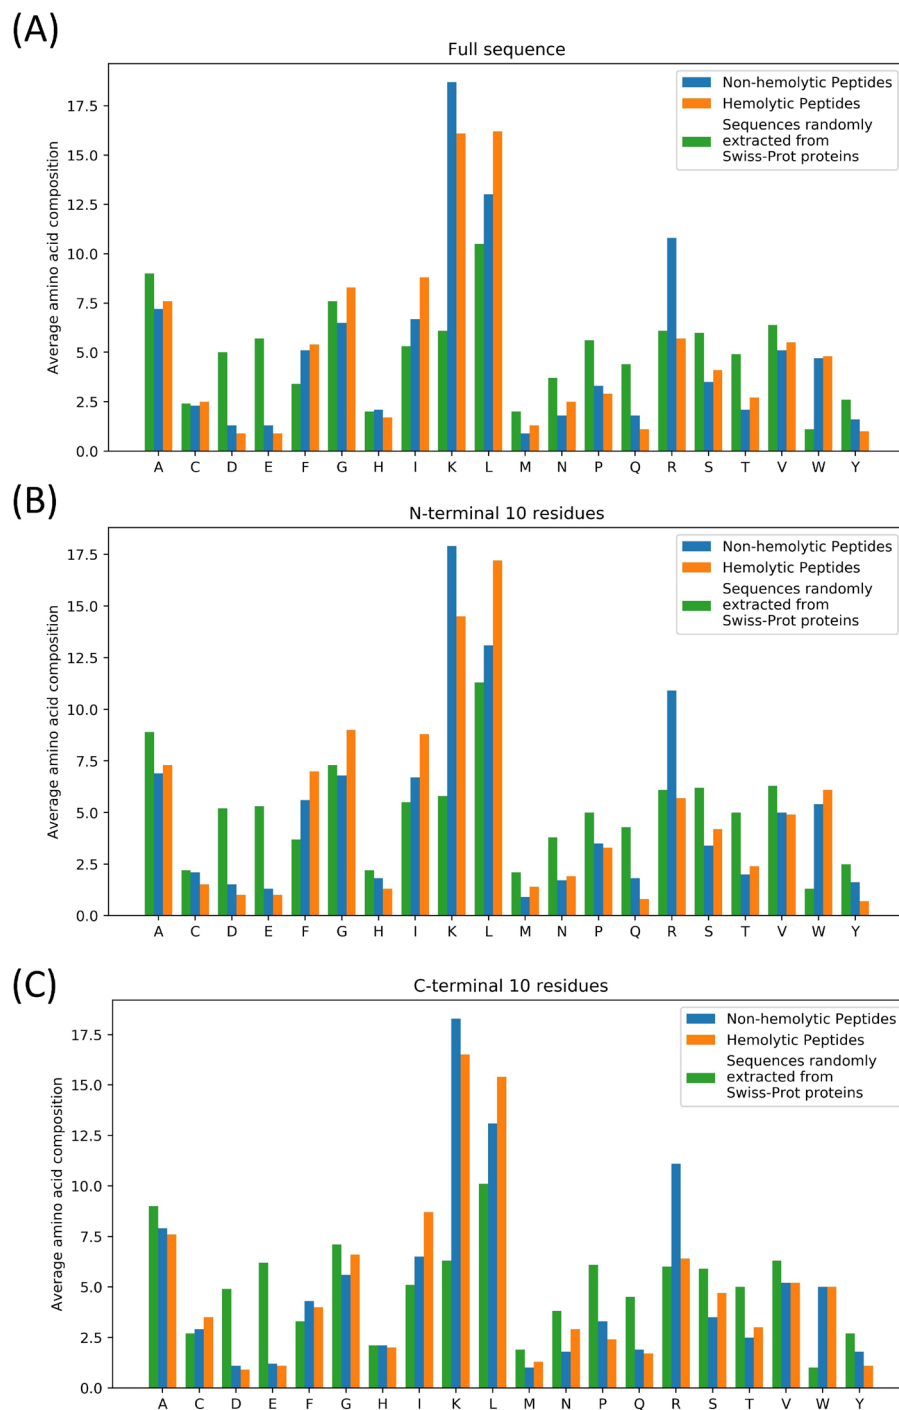 (A)
Full sequence
Average amino acid composition
17.5
15.0
12.5
10.0
7.5
5.0
2.5
0.0
Non-hemolytic Peptides
Hemolytic Peptides
Sequences randomly
extracted from
Swiss-Prot proteins
A C D E F G H I K L M N P Q R S T V W Y
(B)
N-terminal 10 residues
Average amino acid composition
17.5
15.0
12.5
10.0
7.5
5.0
2.5
0.0
Non-hemolytic Peptides
Hemolytic Peptides
Sequences randomly
extracted from
Swiss-Prot proteins
A C D E F G H I K L M N P Q R S T V W Y
(C)
C-terminal 10 residues
Average amino acid composition
17.5
15.0
12.5
10.0
7.5
5.0
2.5
0.0
Non-hemolytic Peptides
Hemolytic Peptides
Sequences randomly
extracted from
Swiss-Prot proteins
A C D E F G H I K L M N P Q R S T V W Y